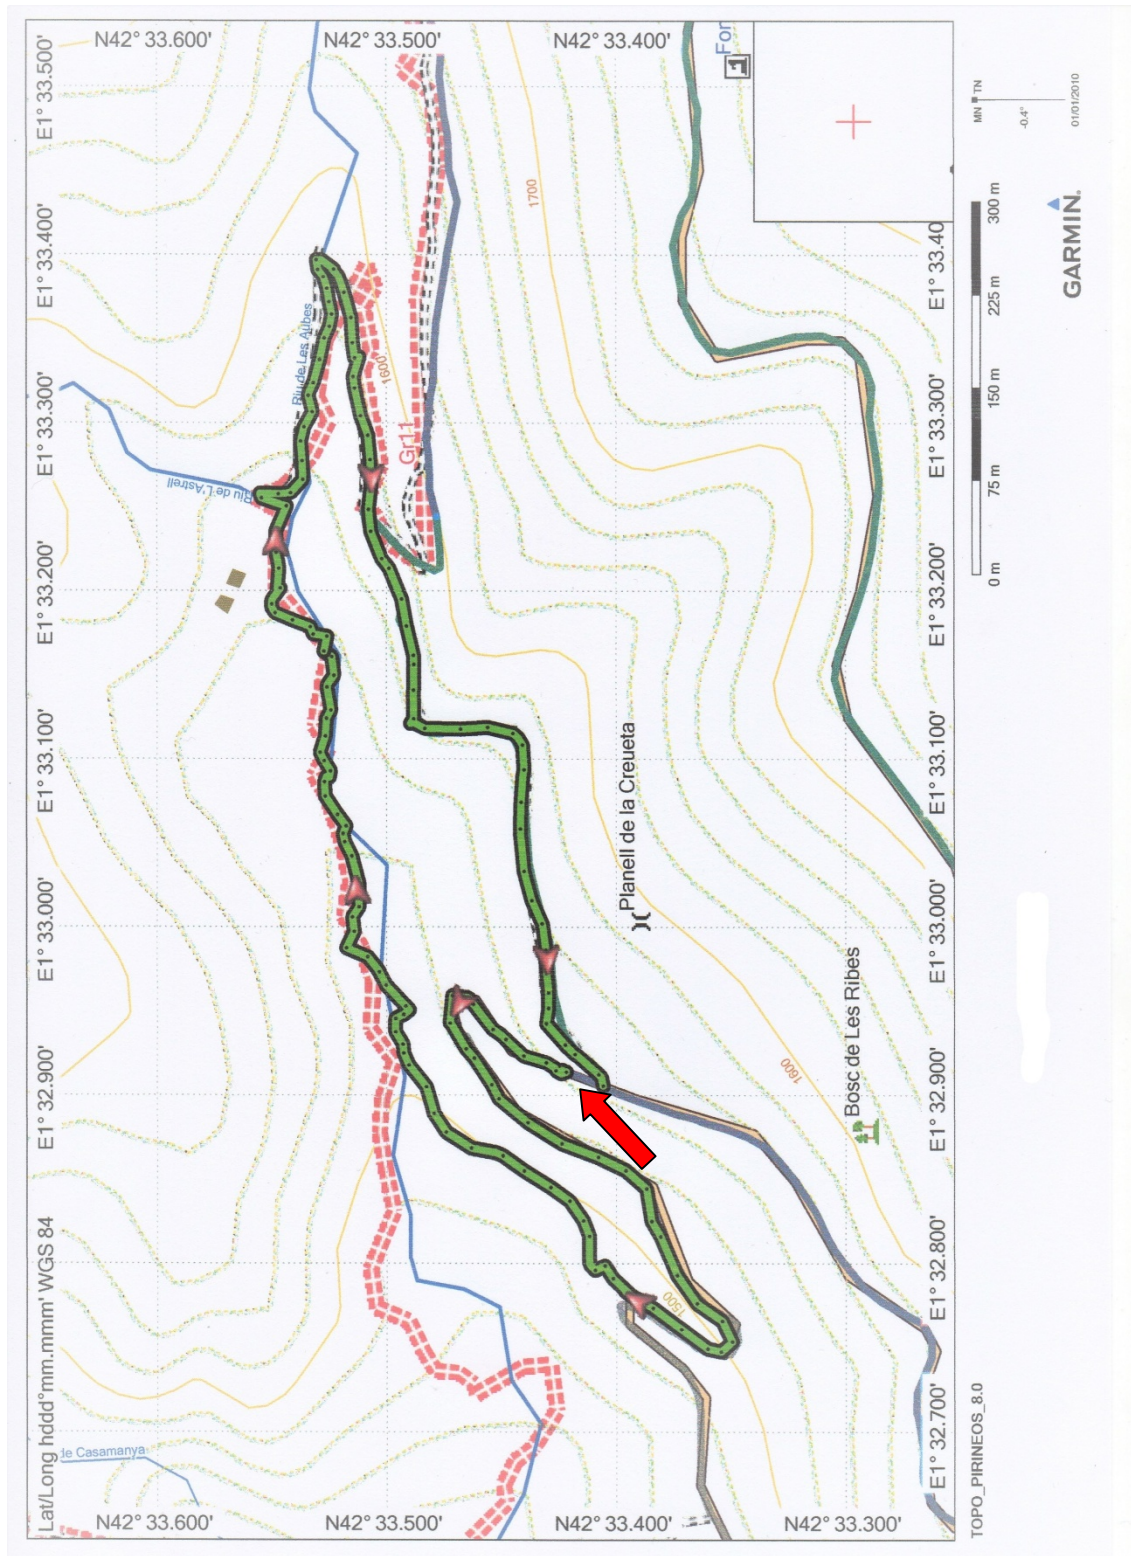 Lat/Long hddd°mm.mmm' WGS 84
N42° 33.600'
N42° 33.500'
N42° 33.400'
E1° 33.500'
E1° 33.400'
E1° 33.300'
E1° 33.200'
E1° 33.100'
E1° 33.000'
E1° 32.900'
E1° 32.800'
E1° 32.700'
E1° 33.40
E1° 33.300'
E1° 33.200'
E1° 33.100'
E1° 33.000'
E1° 32.900'
E1° 32.800'
E1° 32.700'
N42° 33.600'
N42° 33.500'
N42° 33.400'
N42° 33.300'
1
For
1700
Riu de Les Aubes
1600
Gr11
Riu de L'Astrell
Planell de la Creueta
Bosc de Les Ribes
1600
1500
de Casamanya
0 m
75 m
150 m
225 m
300 m
MN
TN
-0.4°
01/01/2010
GARMIN.
TOPO_PIRINEOS_8.0